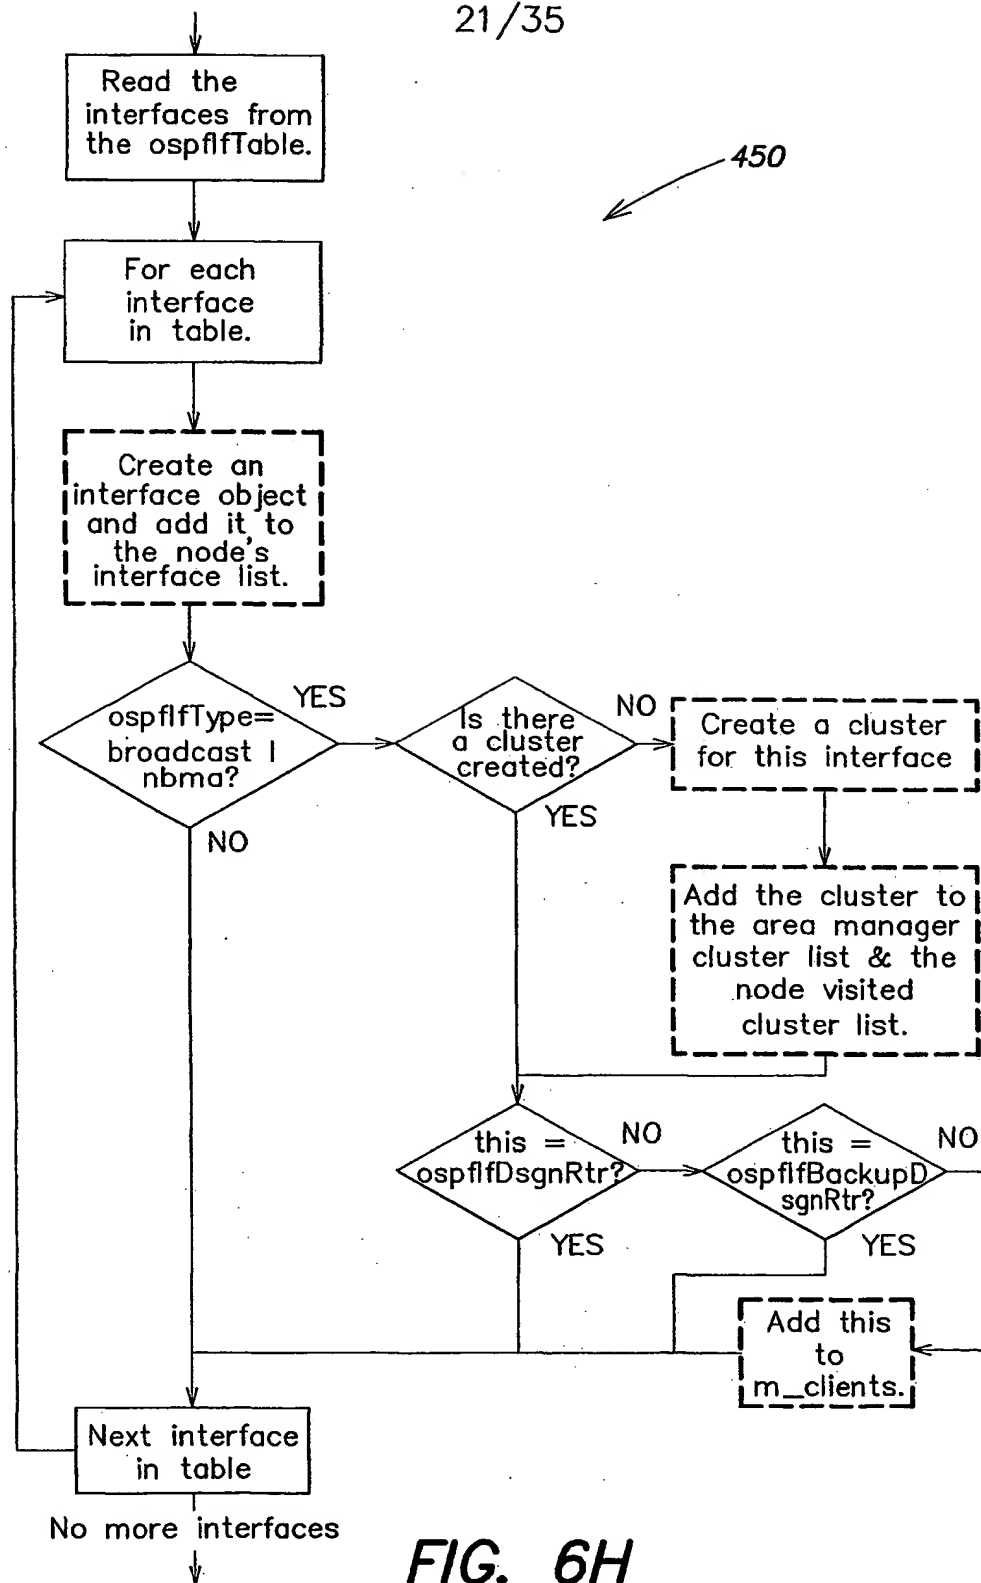 21/35
Read the
interfaces from
the ospfIfTable.
450
For each
interface
in table.
Create an
interface object
and add it to
the node's
interface list.
ospfIfType=
broadcast |
nbma?
YES
NO
Is there
a cluster
created?
NO
YES
Create a cluster
for this interface
Add the cluster to
the area manager
cluster list & the
node visited
cluster list.
this =
ospfIfDsgnRtr?
NO
YES
this =
ospfIfBackupD
sgnRtr?
NO
YES
Add this
to
m_clients.
Next interface
in table
No more interfaces
FIG. 6H